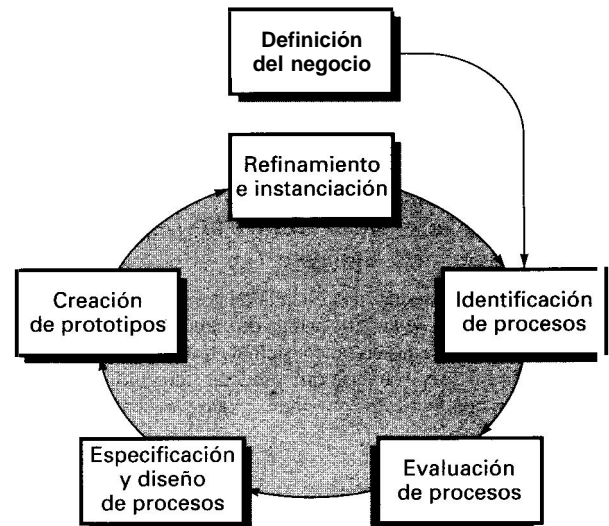 Definición
del negocio
Refinamiento
e instanciación
Identificación
de procesos
Evaluación
de procesos
Especificación
y diseño
de procesos
Creación
de prototipos